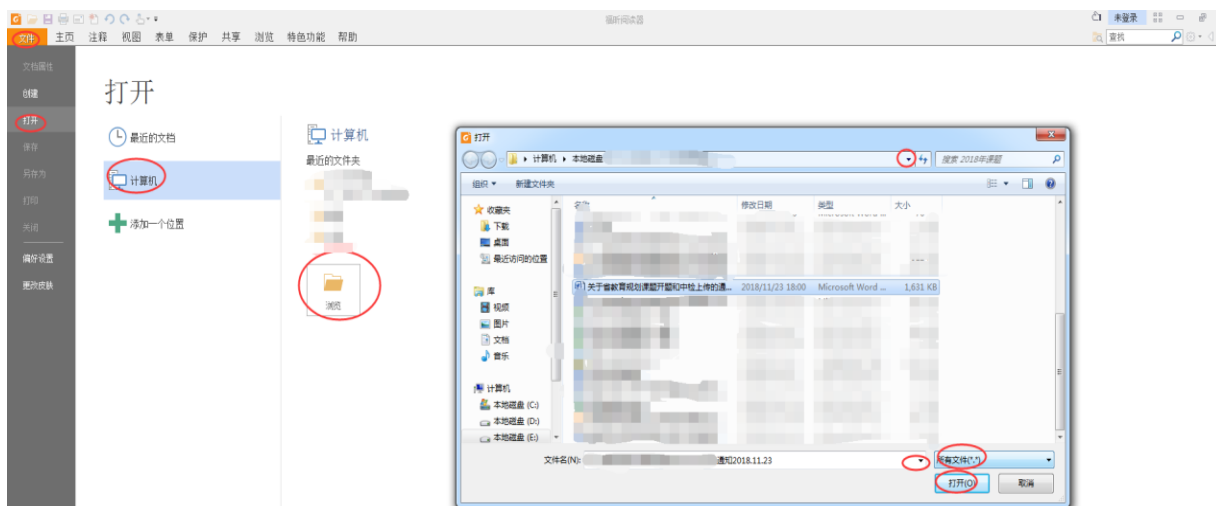 福昕阅读器
未登录
文件 主页 注释 视图 表单 保护 共享 浏览 特色功能 帮助
查找
文档属性
创建
打开
保存
另存为
打印
关闭
偏好设置
更改皮肤
打开
最近的文档
计算机
添加一个位置
计算机
最近的文件夹
浏览
打开
计算机 本地磁盘
搜索 2018年课题
组织 新建文件夹
名称 修改日期 类型 大小
收藏夹
下载
桌面
最近访问的位置
库
视频
图片
文档
音乐
计算机
本地磁盘 (C:)
本地磁盘 (D:)
本地磁盘 (E:)
关于省教育规划课题开题和中检上传的通... 2018/11/23 18:00 Microsoft Word ... 1,631 KB
文件名(N): 通知2018.11.23
所有文件(*.*)
打开(O) 取消